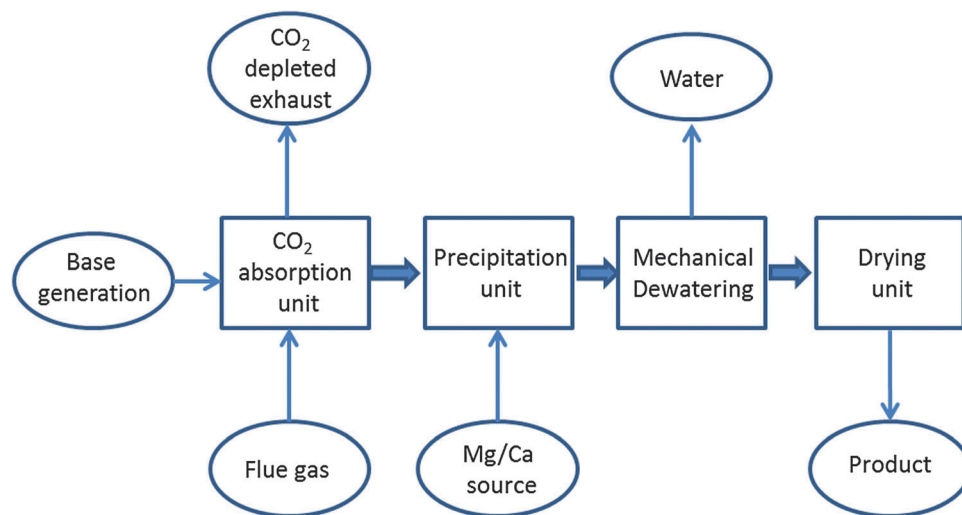 CO₂
depleted
exhaust
Water
Base
generation
CO₂
absorption
unit
Precipitation
unit
Mechanical
Dewatering
Drying
unit
Flue gas
Mg/Ca
source
Product